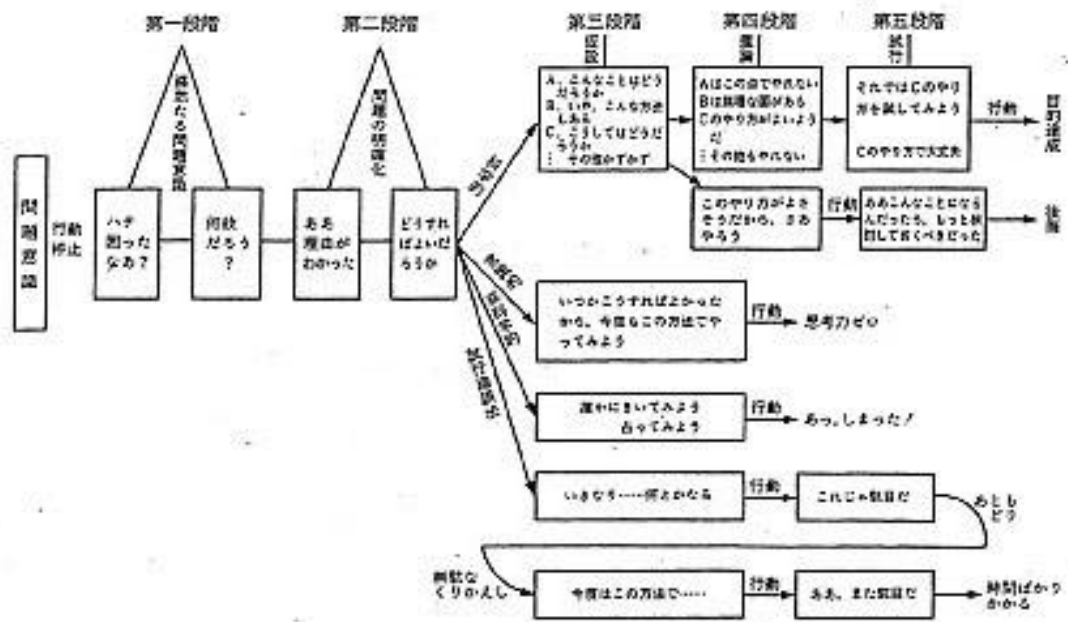 第一段階
第二段階
第三段階
第四段階
第五段階
仮説
推論
試行
問題意識
行動
停止
漠然たる問題意識
ハテ
困った
なあ？
何故
だろう
？
問題の明確化
ああ
理由が
わかった
どうすれ
ばよいだ
ろうか
A、こんなことはどう
だろうか
B、いや、こんな方法
もある
C、こうしてはどうだ
ろうか
⋮ その他かずかず
Aはこの点でやれない
Bは無理な面がある
Cのやり方がよいよう
だ
⋮その他もやれない
それではCのやり
方を試してみよう
Cのやり方で大丈夫
行動
目的達成
このやり方がよさ
そうだから、さあ
やろう
行動
ああこんなことになる
んだったら、もっと検
討しておくべきだった
後悔
いつかこうすればよかった
から、今度もこの方法でや
ってみよう
行動
思考力ゼロ
誰かにきいてみよう
占ってみよう
行動
あっ、しまった！
試行錯誤的
いきなり……何とかなる
行動
これじゃ駄目だ
あとも
どり
無駄な
くりかえし
今度はこの方法で……
行動
ああ、また駄目だ
時間ばかり
かかる